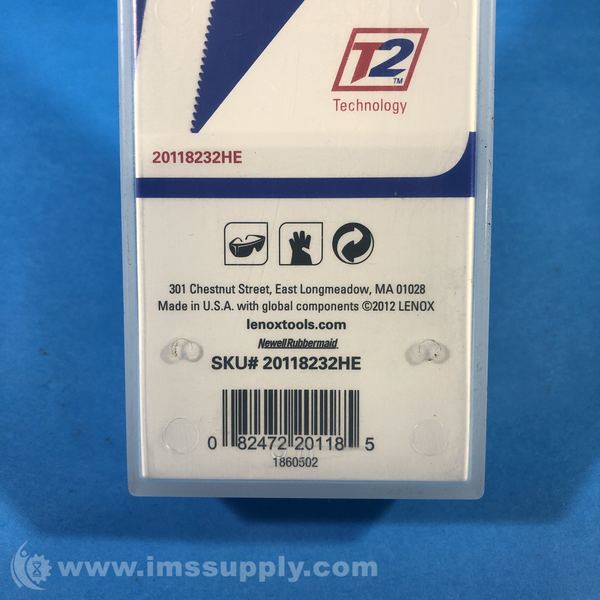 T2
TM
Technology
20118232HE
301 Chestnut Street, East Longmeadow, MA 01028
Made in U.S.A. with global components ©2012 LENOX
lenoxtools.com
NewellRubbermaid
SKU# 20118232HE
0 82472 20118 5
1860502
www.imssupply.com